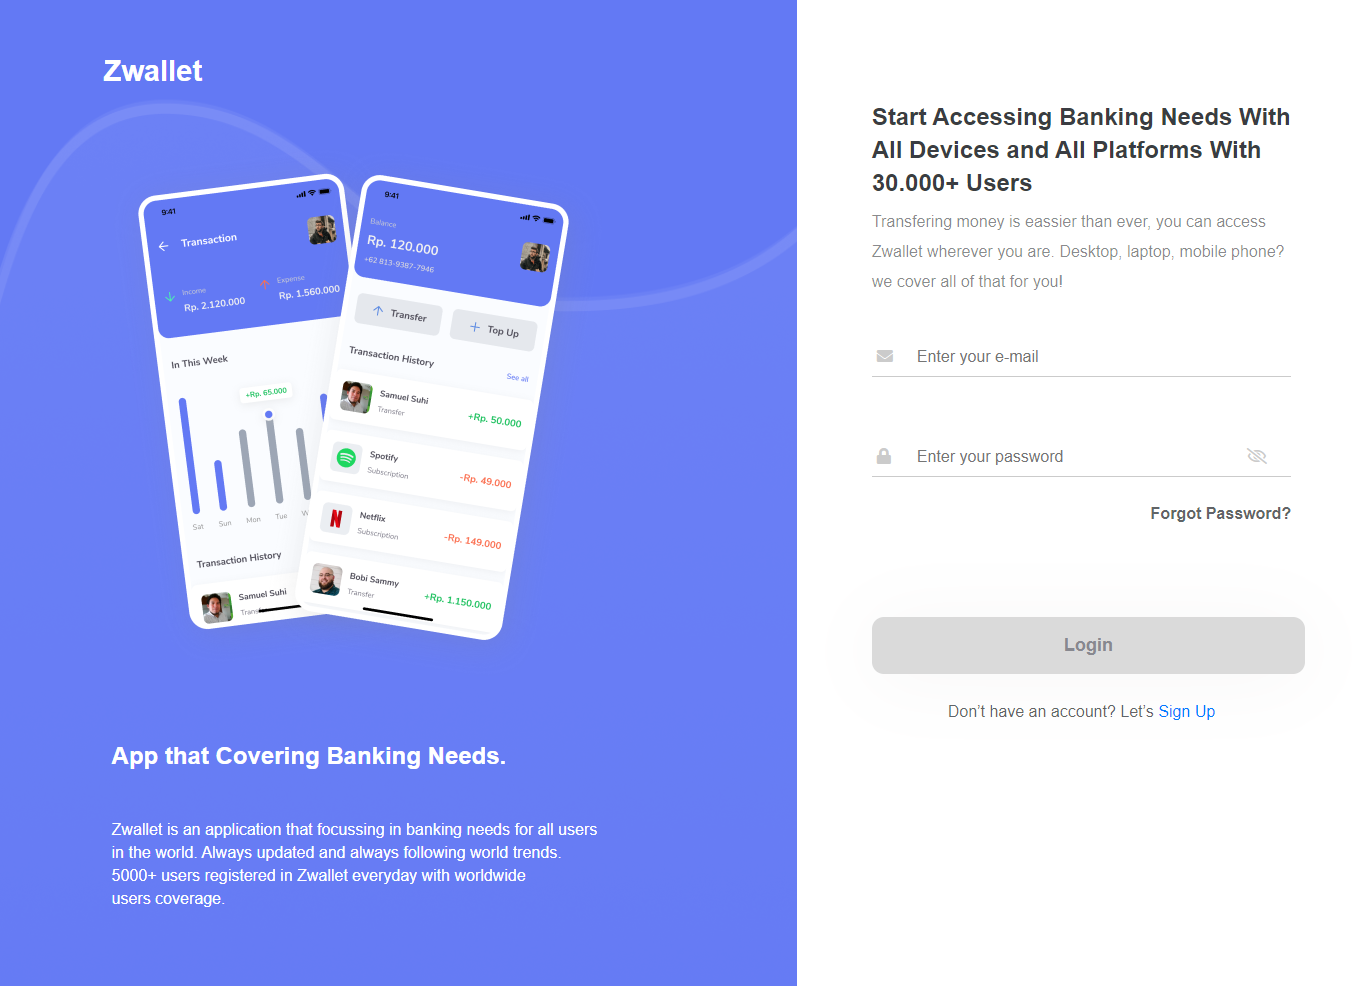 Zwallet
9:41
Transaction
Income
Rp. 2.120.000
Expense
Rp. 1.560.000
In This Week
+Rp. 65.000
Sat
Sun
Mon
Tue
W
Transaction History
Samuel Suhi
9:41
Balance
Rp. 120.000
+62 813-9387-7946
Transfer
Top Up
Transaction History
See all
Samuel Suhi
Transfer
+Rp. 50.000
Spotify
Subscription
-Rp. 49.000
Netflix
Subscription
-Rp. 149.000
Bobi Sammy
Transfer
+Rp. 1.150.000
App that Covering Banking Needs.
Zwallet is an application that focussing in banking needs for all users
in the world. Always updated and always following world trends.
5000+ users registered in Zwallet everyday with worldwide
users coverage.
Start Accessing Banking Needs With
All Devices and All Platforms With
30.000+ Users
Transfering money is eassier than ever, you can access
Zwallet wherever you are. Desktop, laptop, mobile phone?
we cover all of that for you!
Enter your e-mail
Enter your password
Forgot Password?
Login
Don’t have an account? Let’s Sign Up